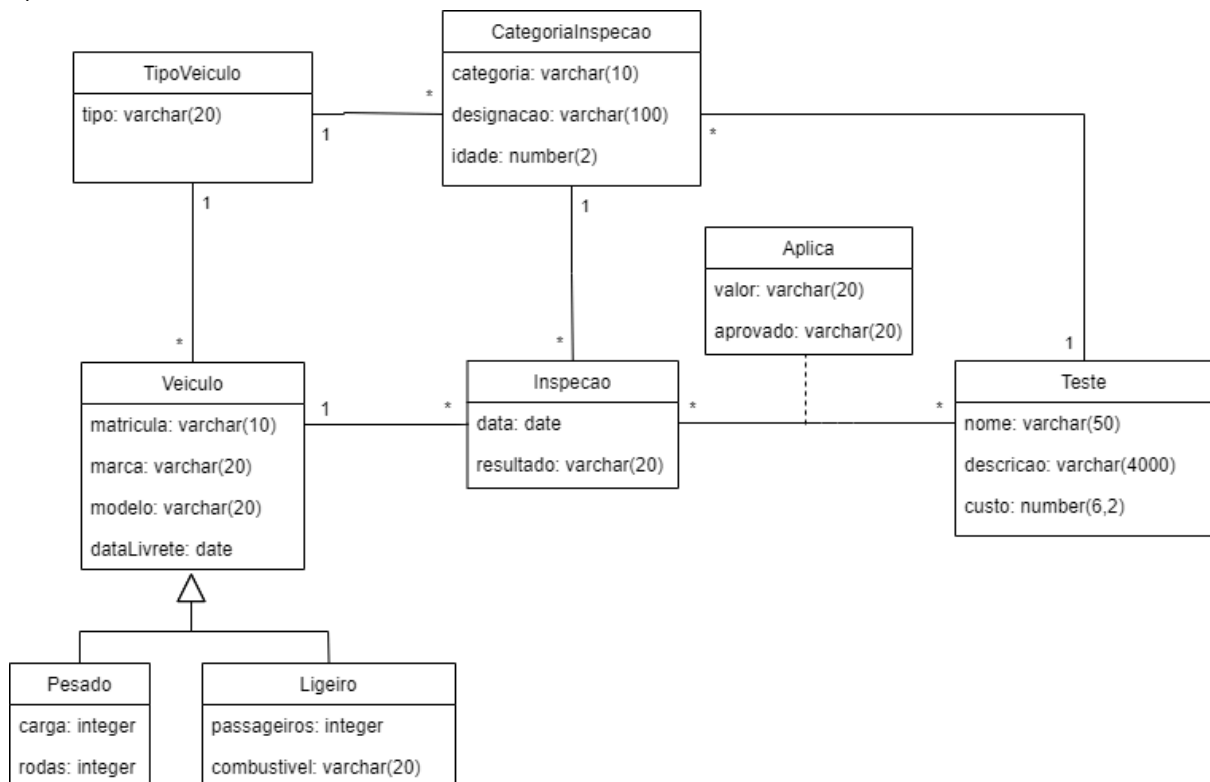 CategoriaInspecao
categoria: varchar(10)
designacao: varchar(100)
idade: number(2)
TipoVeiculo
tipo: varchar(20)
*
1
1
1
*
Aplica
valor: varchar(20)
aprovado: varchar(20)
*
*
1
Veiculo
matricula: varchar(10)
marca: varchar(20)
modelo: varchar(20)
dataLivrete: date
1
*
Inspecao
data: date
resultado: varchar(20)
*
*
Teste
nome: varchar(50)
descricao: varchar(4000)
custo: number(6,2)
Pesado
carga: integer
rodas: integer
Ligeiro
passageiros: integer
combustivel: varchar(20)